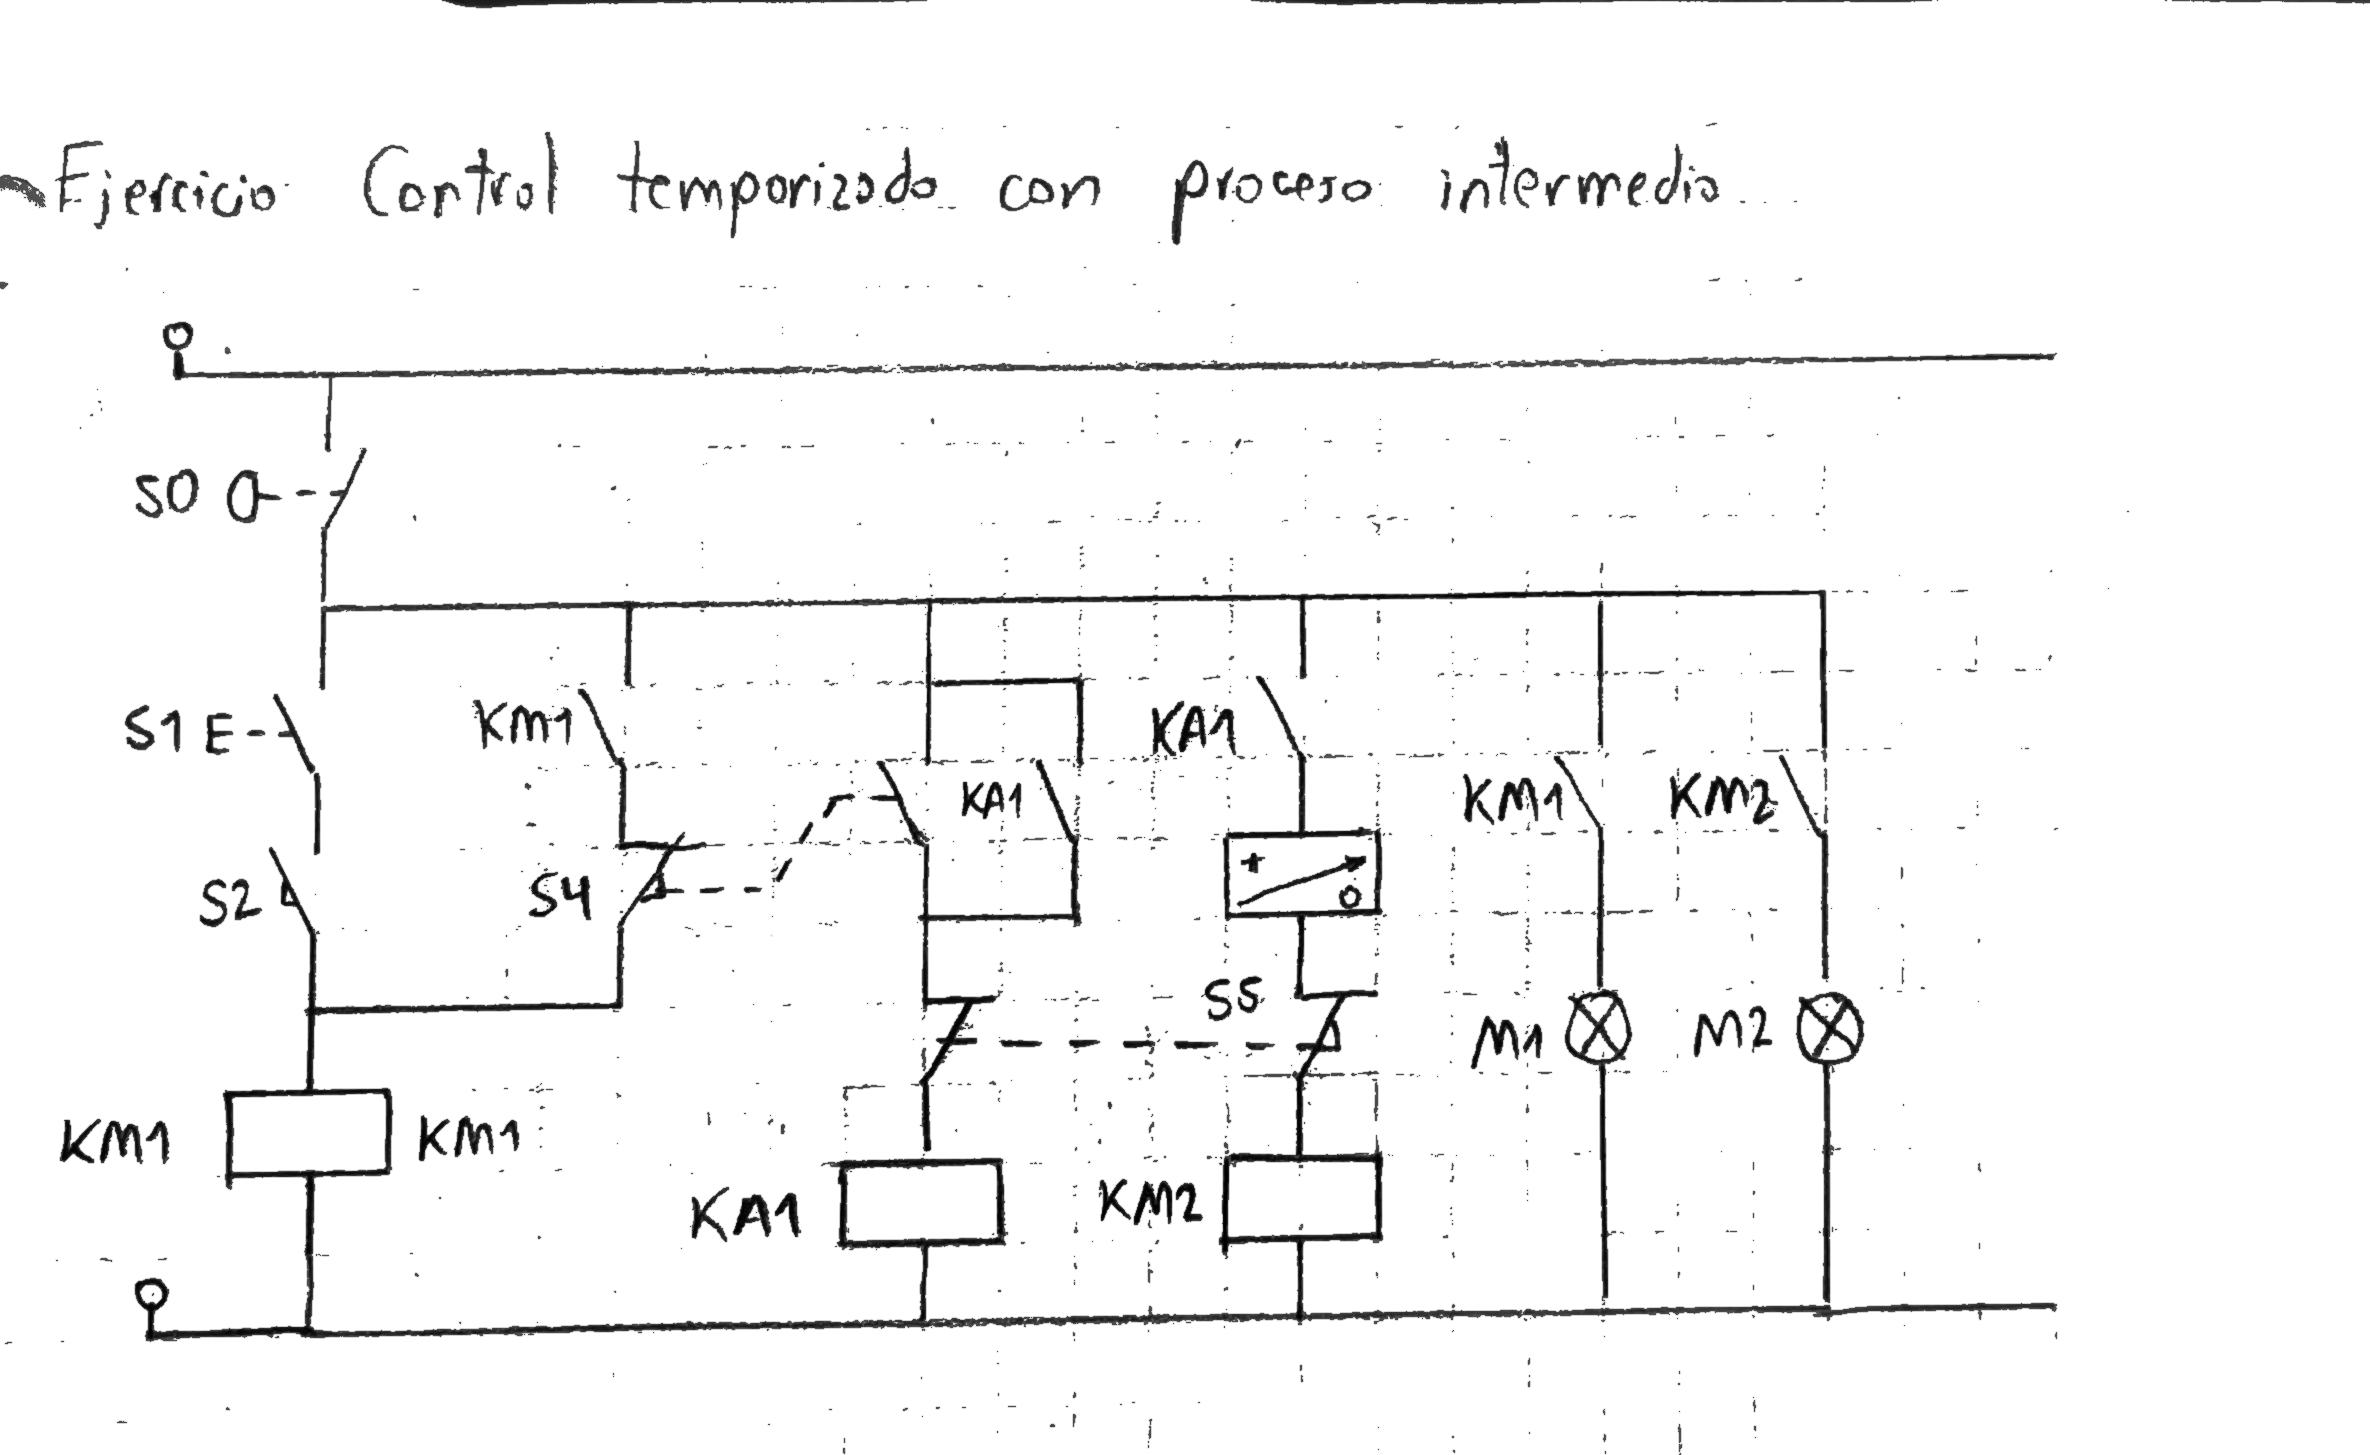 Ejercicio Control temporizado con proceso intermedio
S0
S1 E
KM1
KA1
KA1
KM1
KM2
S2
S4
+
0
S5
M1
M2
KM1
KM1
KA1
KM2